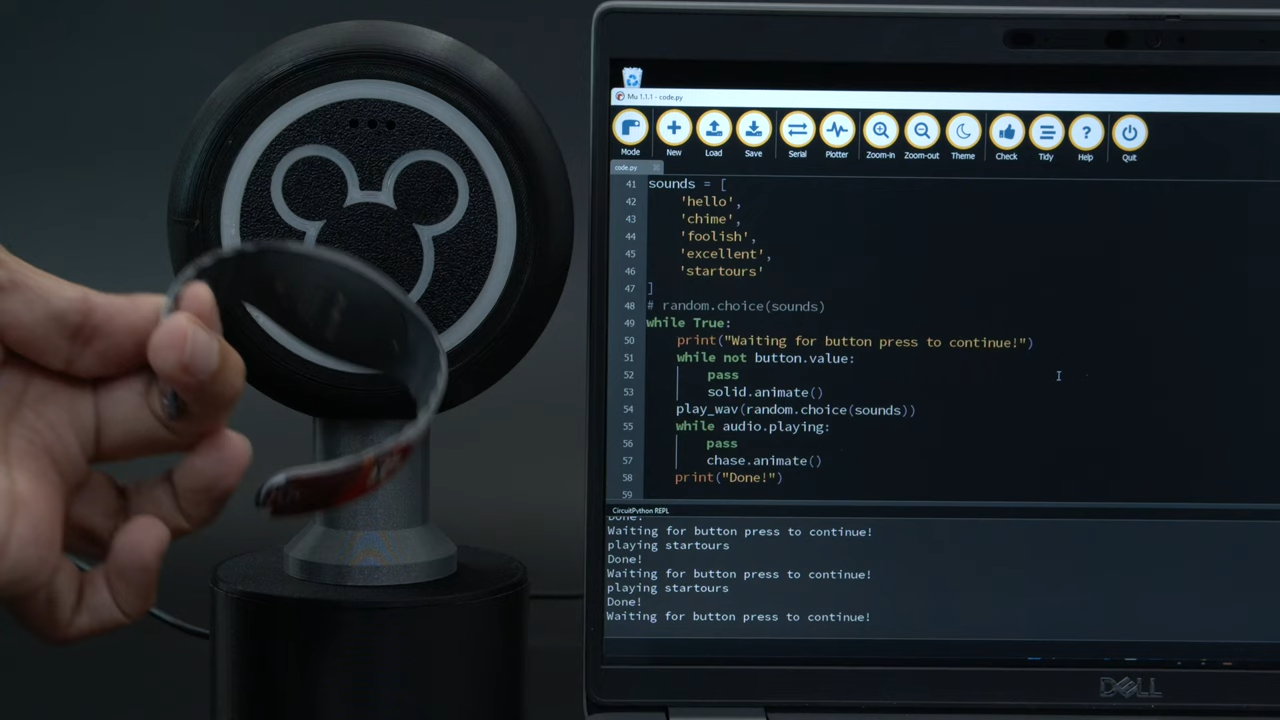 Mu 1.1.1 - code.py
Mode New Load Save Serial Plotter Zoom-in Zoom-out Theme Check Tidy Help Quit
code.py
41 sounds = [
42 'hello',
43 'chime',
44 'foolish',
45 'excellent',
46 'startours'
47 ]
48 # random.choice(sounds)
49 while True:
50 print("Waiting for button press to continue!")
51 while not button.value:
52 pass
53 solid.animate()
54 play_wav(random.choice(sounds))
55 while audio.playing:
56 pass
57 chase.animate()
58 print("Done!")
59
CircuitPython REPL
Done!
Waiting for button press to continue!
playing startours
Done!
Waiting for button press to continue!
playing startours
Done!
Waiting for button press to continue!
DELL